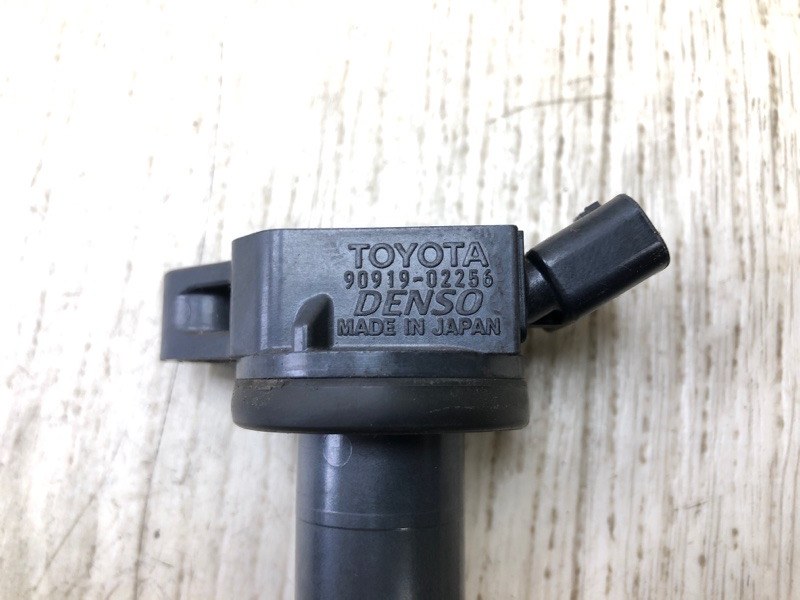 TOYOTA
90919-02256
DENSO
MADE IN JAPAN